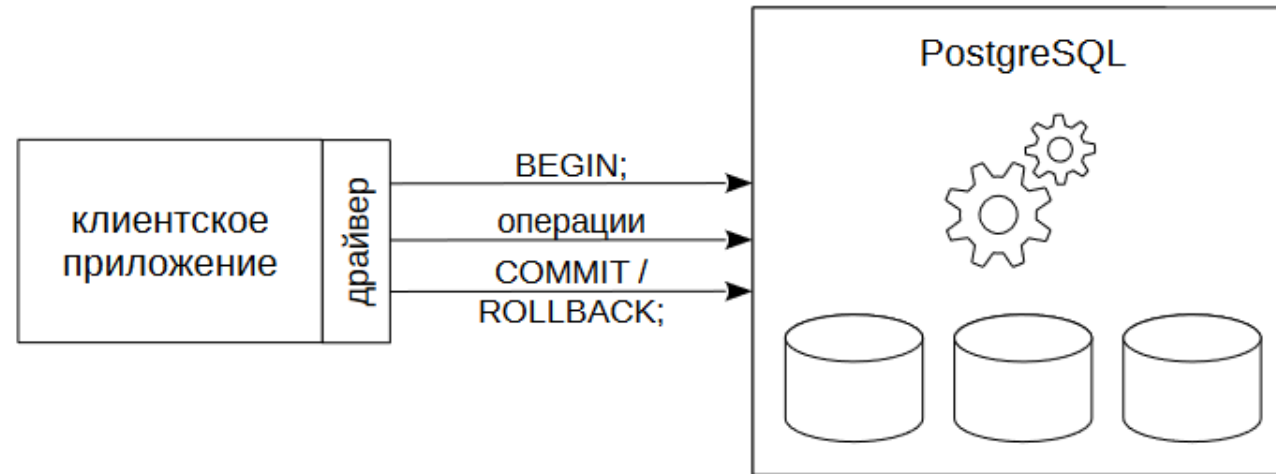 PostgreSQL
клиентское
приложение
драйвер
BEGIN;
операции
COMMIT /
ROLLBACK;